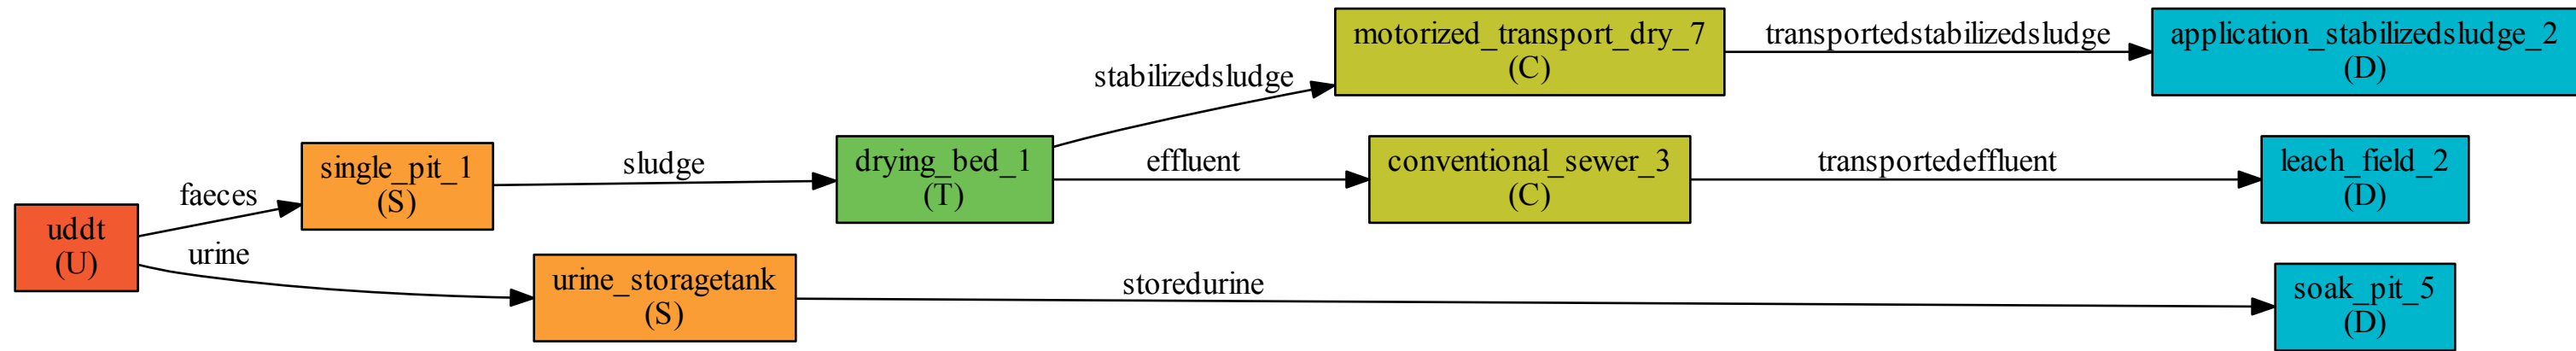 motorized_transport_dry_7
(C)
transportedstabilizedsludge
application_stabilizedsludge_2
(D)
stabilizedsludge
single_pit_1
(S)
sludge
drying_bed_1
(T)
effluent
conventional_sewer_3
(C)
transportedeffluent
leach_field_2
(D)
faeces
uddt
(U)
urine
urine_storagetank
(S)
storedurine
soak_pit_5
(D)